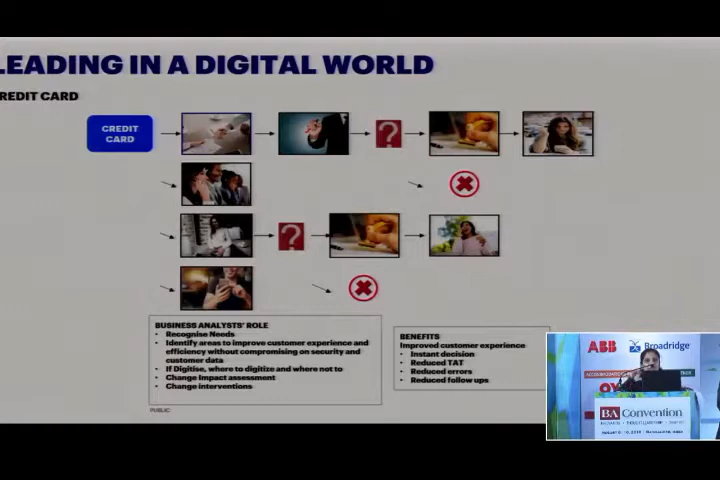 LEADING IN A DIGITAL WORLD
REDIT CARD
CREDIT
CARD
?
?
BUSINESS ANALYSTS' ROLE
• Recognise Needs
• Identify areas to improve customer experience and
efficiency without compromising on security and
customer data
• If Digitise, where to digitize and where not to
• Change Impact assessment
• Change interventions
BENEFITS
Improved customer experience
• Instant decision
• Reduced TAT
• Reduced errors
• Reduced follow ups
PUBLIC
ABB
Broadridge
BA Convention